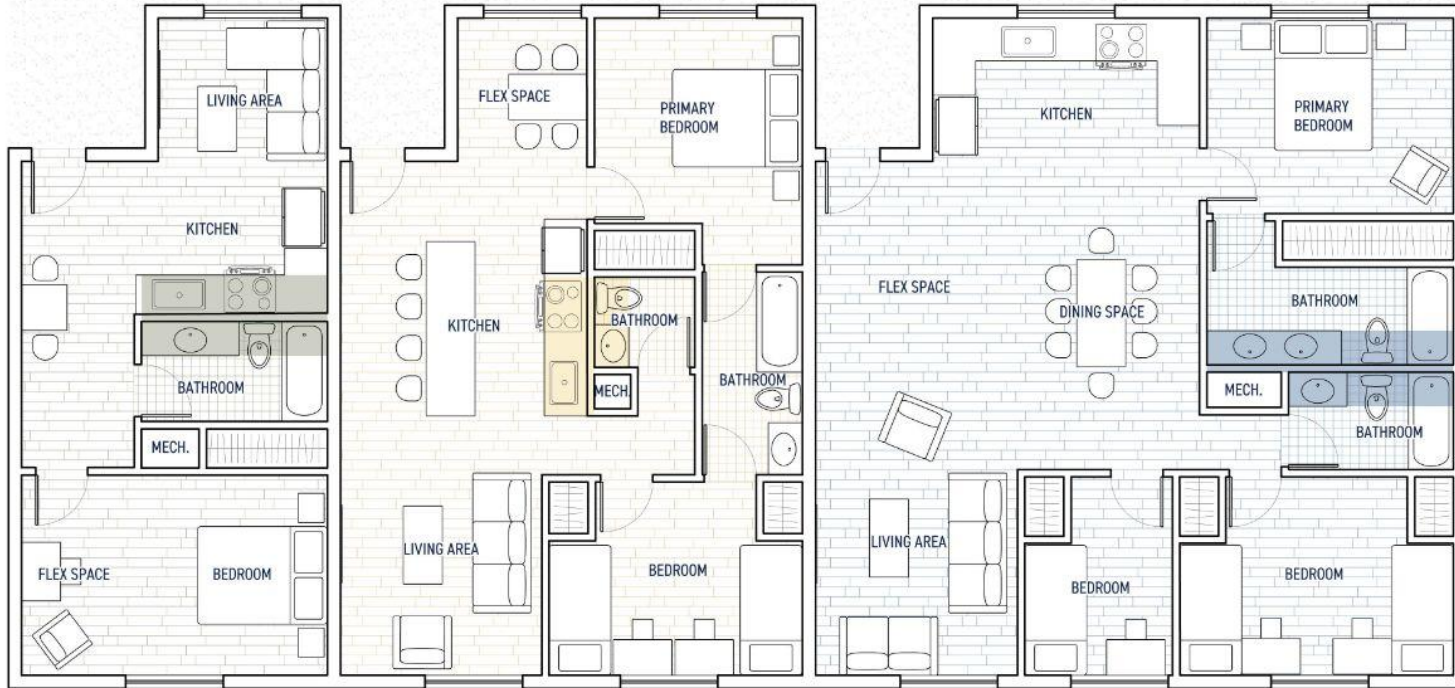 LIVING AREA
KITCHEN
BATHROOM
MECH.
FLEX SPACE
BEDROOM
FLEX SPACE
PRIMARY
BEDROOM
KITCHEN
BATHROOM
MECH.
BATHROOM
LIVING AREA
BEDROOM
KITCHEN
PRIMARY
BEDROOM
FLEX SPACE
DINING SPACE
BATHROOM
MECH.
BATHROOM
LIVING AREA
BEDROOM
BEDROOM